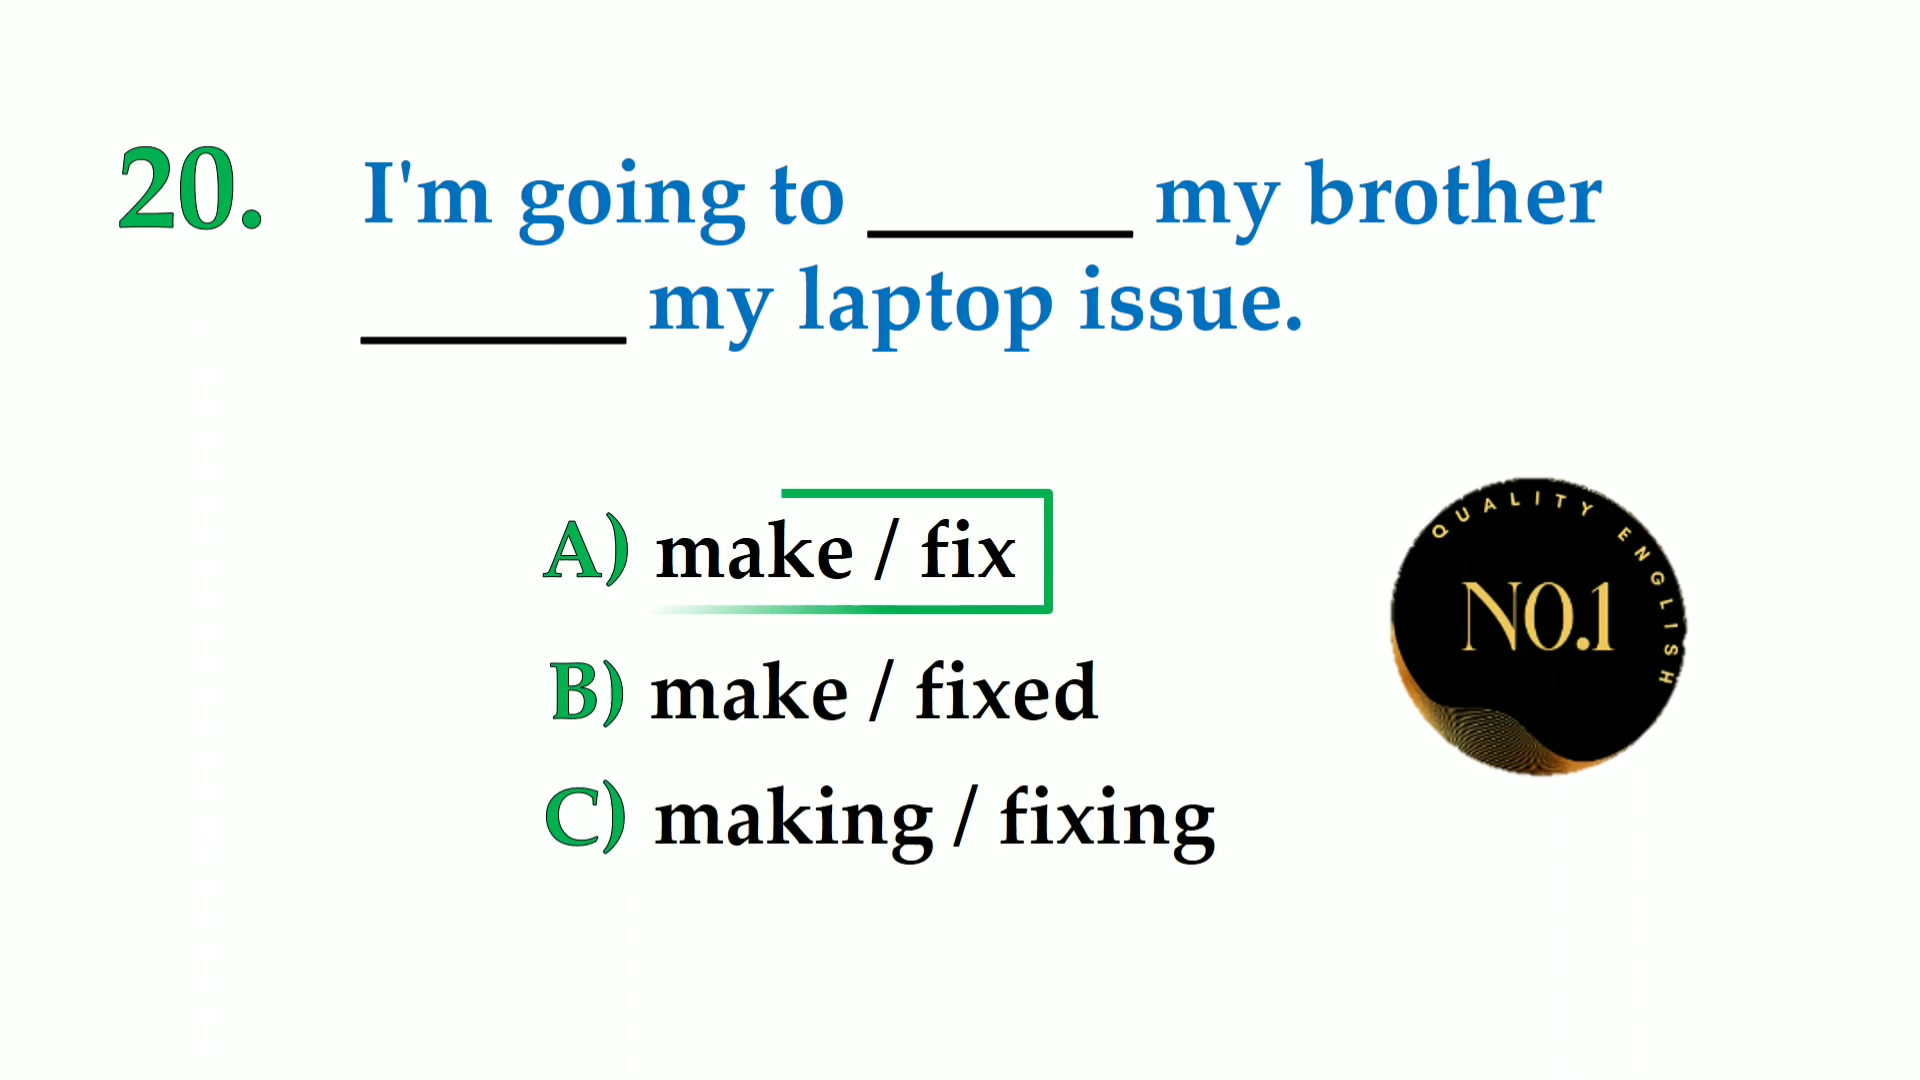 20. I'm going to ______ my brother
______ my laptop issue.
A) make / fix
B) make / fixed
C) making / fixing
QUALITY ENGLISH
NO.1